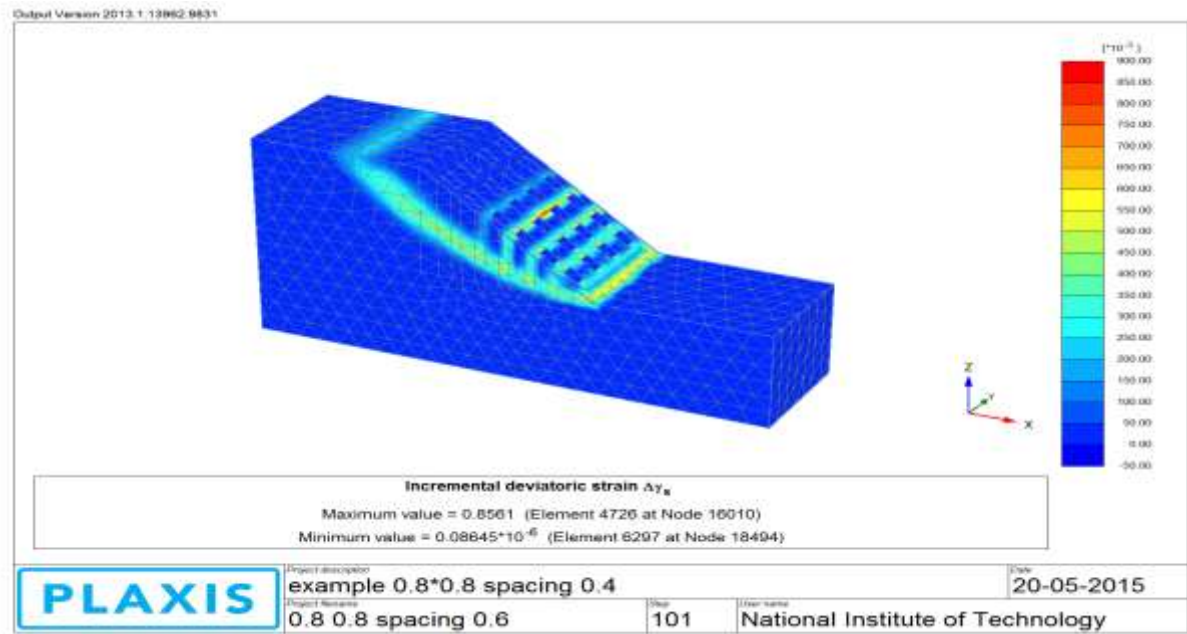 Output Version 2013.1.13962.9831
[*10-3]
900.00
850.00
800.00
750.00
700.00
650.00
600.00
550.00
500.00
450.00
400.00
350.00
300.00
250.00
200.00
150.00
100.00
50.00
0.00
-50.00
Z
Y
X
Incremental deviatoric strain Δγs
Maximum value = 0.8561 (Element 4726 at Node 16010)
Minimum value = 0.08645*10-6 (Element 6297 at Node 18494)
PLAXIS
Project description
example 0.8*0.8 spacing 0.4
Date
20-05-2015
Project filename
0.8 0.8 spacing 0.6
Step
101
User name
National Institute of Technology